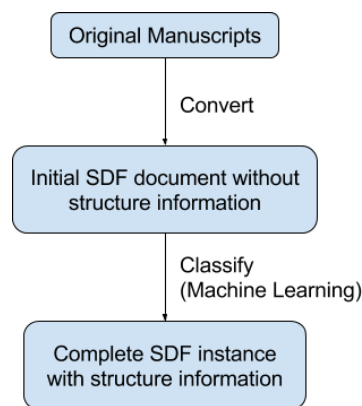 Original Manuscripts
Convert
Initial SDF document without
structure information
Classify
(Machine Learning)
Complete SDF instance
with structure information